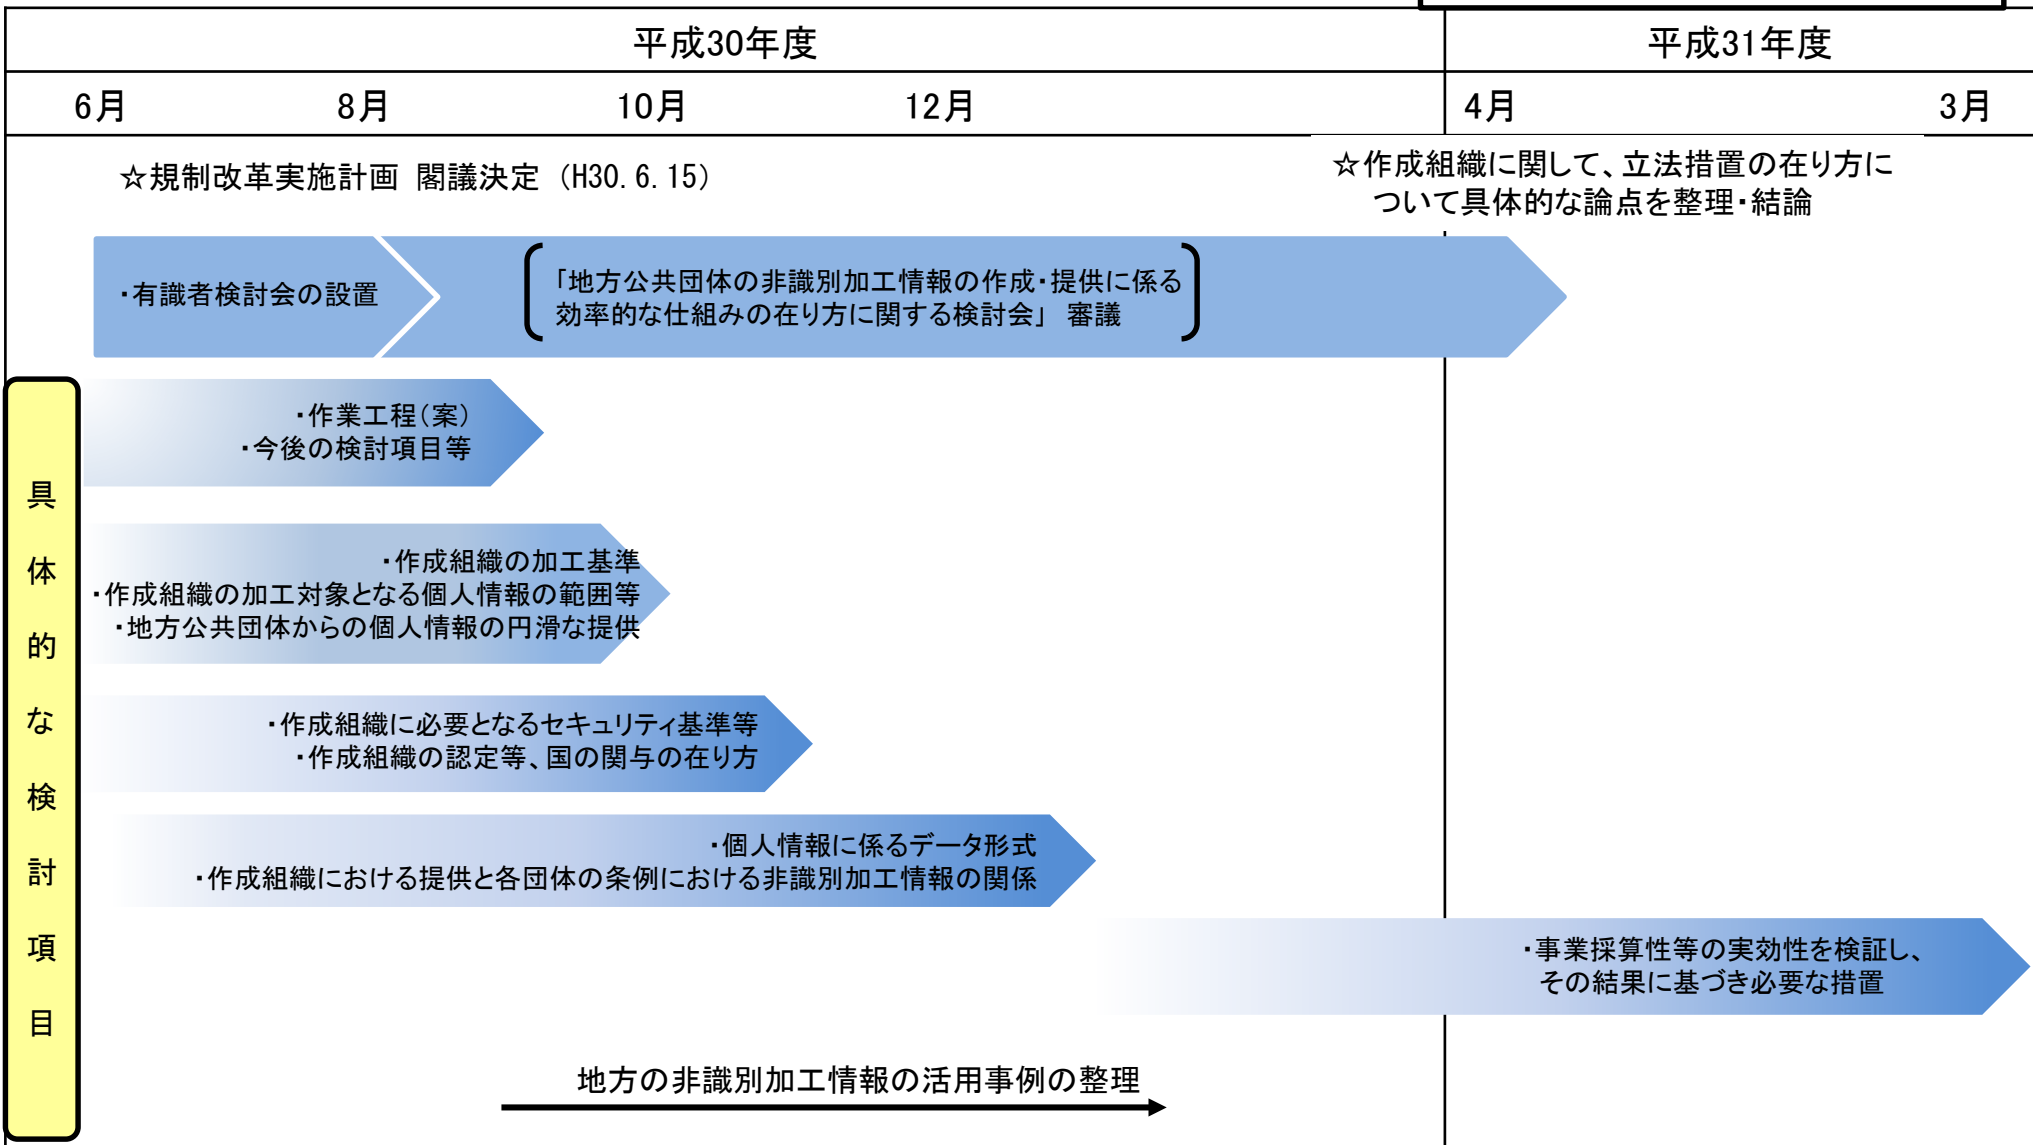 平成30年度
平成31年度
6月
8月
10月
12月
4月
3月
☆規制改革実施計画 閣議決定 (H30.6.15)
☆作成組織に関して、立法措置の在り方に
ついて具体的な論点を整理・結論
・有識者検討会の設置
「地方公共団体の非識別加工情報の作成・提供に係る
効率的な仕組みの在り方に関する検討会」 審議
具体的な検討項目
・作業工程(案)
・今後の検討項目等
・作成組織の加工基準
・作成組織の加工対象となる個人情報の範囲等
・地方公共団体からの個人情報の円滑な提供
・作成組織に必要となるセキュリティ基準等
・作成組織の認定等、国の関与の在り方
・個人情報に係るデータ形式
・作成組織における提供と各団体の条例における非識別加工情報の関係
・事業採算性等の実効性を検証し、
その結果に基づき必要な措置
地方の非識別加工情報の活用事例の整理